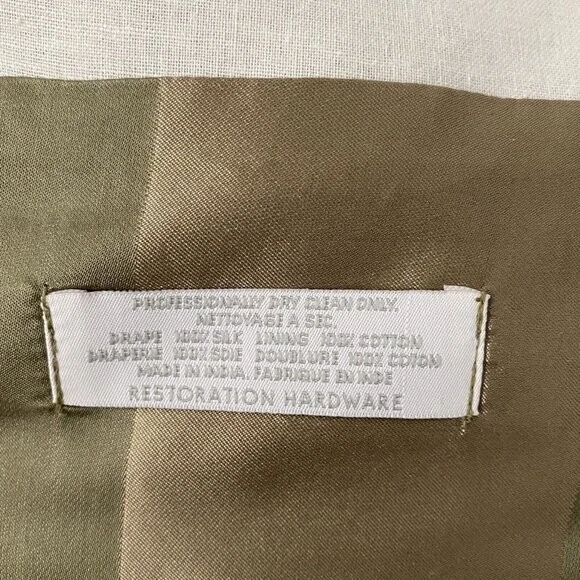 PROFESSIONALLY DRY CLEAN ONLY.
NETTOYAGE A SEC.
DRAPE 100% SILK LINING 100% COTTON
DRAPERIE 100% SOIE DOUBLURE 100% COTON
MADE IN INDIA. FABRIQUE EN INDE
RESTORATION HARDWARE